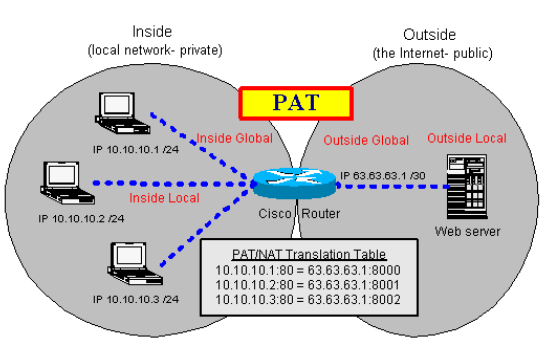 Inside
(local network- private)
Outside
(the Internet- public)
PAT
IP 10.10.10.1 /24
Inside Global
Outside Global
Outside Local
IP 63.63.63.1 /30
Inside Local
IP 10.10.10.2 /24
Cisco Router
Web server
IP 10.10.10.3 /24
PAT/NAT Translation Table
10.10.10.1:80 = 63.63.63.1:8000
10.10.10.2:80 = 63.63.63.1:8001
10.10.10.3:80 = 63.63.63.1:8002